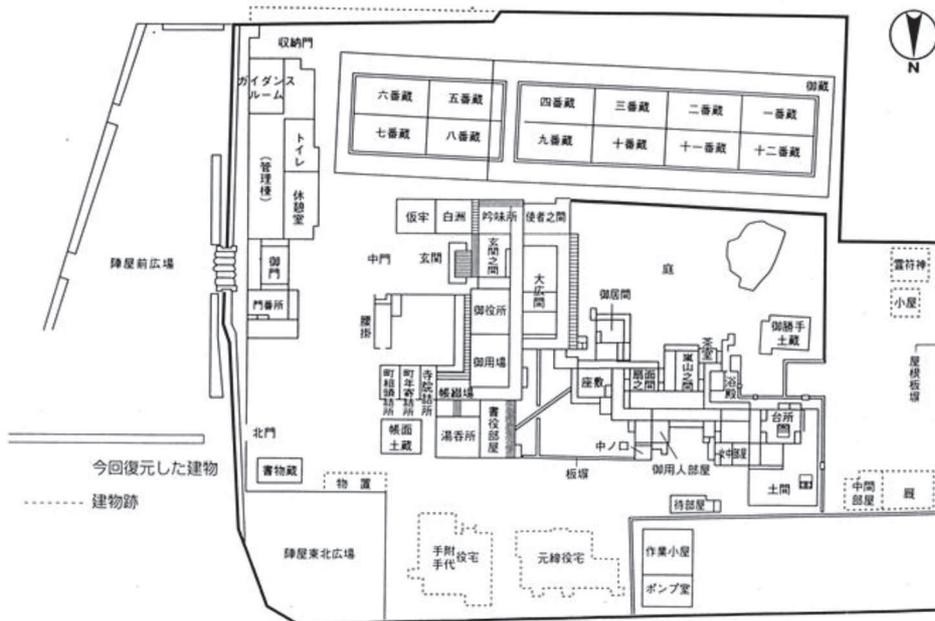 収納門
N
ガイダンス
ルーム
御蔵
六番蔵
五番蔵
四番蔵
三番蔵
二番蔵
一番蔵
七番蔵
八番蔵
九番蔵
十番蔵
十一番蔵
十二番蔵
トイレ
(管理棟)
休憩室
仮牢
白洲
吟味所
使者之間
陣屋前広場
御門
中門
玄関
玄関之間
大広間
庭
霊符神
小屋
門番所
腰掛
御役所
御居間
御勝手
土蔵
茶室
屋根板塀
御用場
町組頭詰所
町年寄詰所
寺院詰所
帳綴場
座敷
扇面之間
嵐山之間
浴殿
台所
北門
帳面
土蔵
湯呑所
書役部屋
中ノ口
御用人部屋
女中部屋
板塀
土間
今回復元した建物
書物蔵
物置
建物跡
待部屋
中間
部屋
厩
陣屋東北広場
手附
手代
役宅
元締役宅
作業小屋
ポンプ室